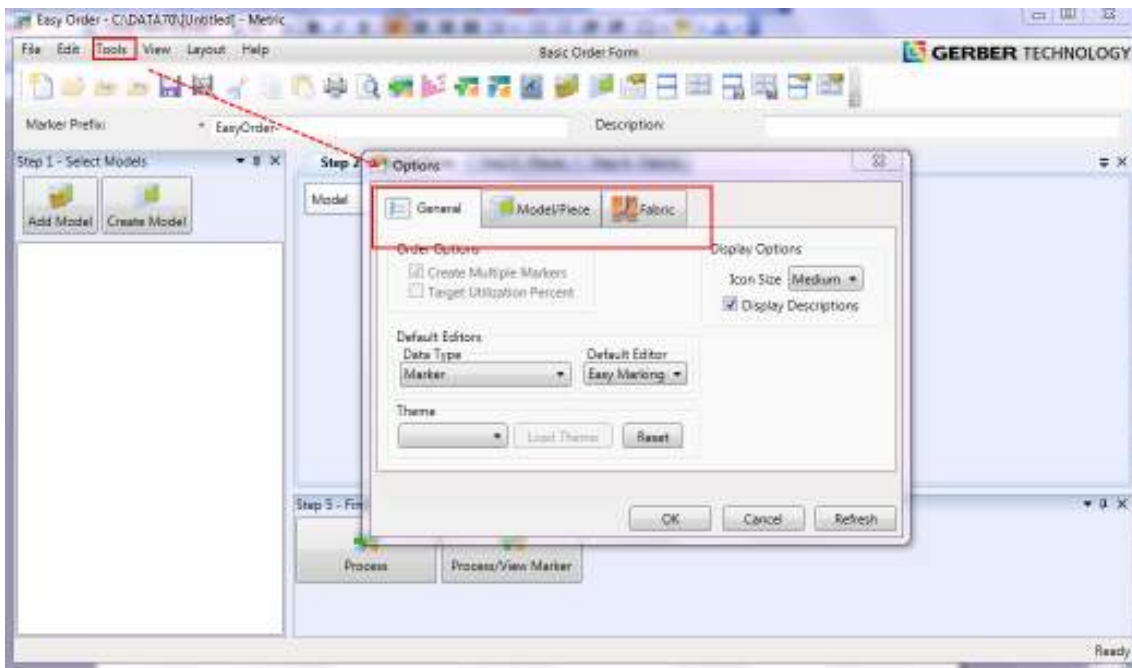 Easy Order - C:\DATA70\[Untitled] - Metric
File Edit Tools View Layout Help
Basic Order Form
GERBER TECHNOLOGY
Marker Prefix:
EasyOrder-
Description:
Step 1 - Select Models
Add Model
Create Model
Step 2
Model
Options
General
Model/Piece
Fabric
Order Options
Create Multiple Markers
Target Utilization Percent
Display Options
Icon Size
Medium
Display Descriptions
Default Editors
Data Type
Default Editor
Marker
Easy Marking
Theme
Load Theme
Reset
OK
Cancel
Refresh
Step 5 - Fin
Process
Process/View Marker
Ready